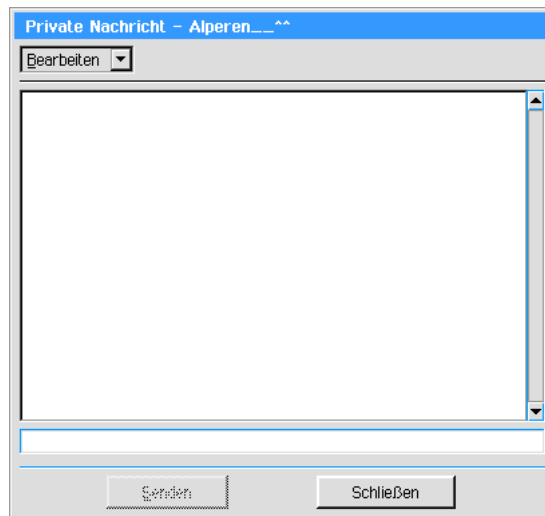 Private Nachricht - Alperen__^^
Bearbeiten
Senden
Schließen